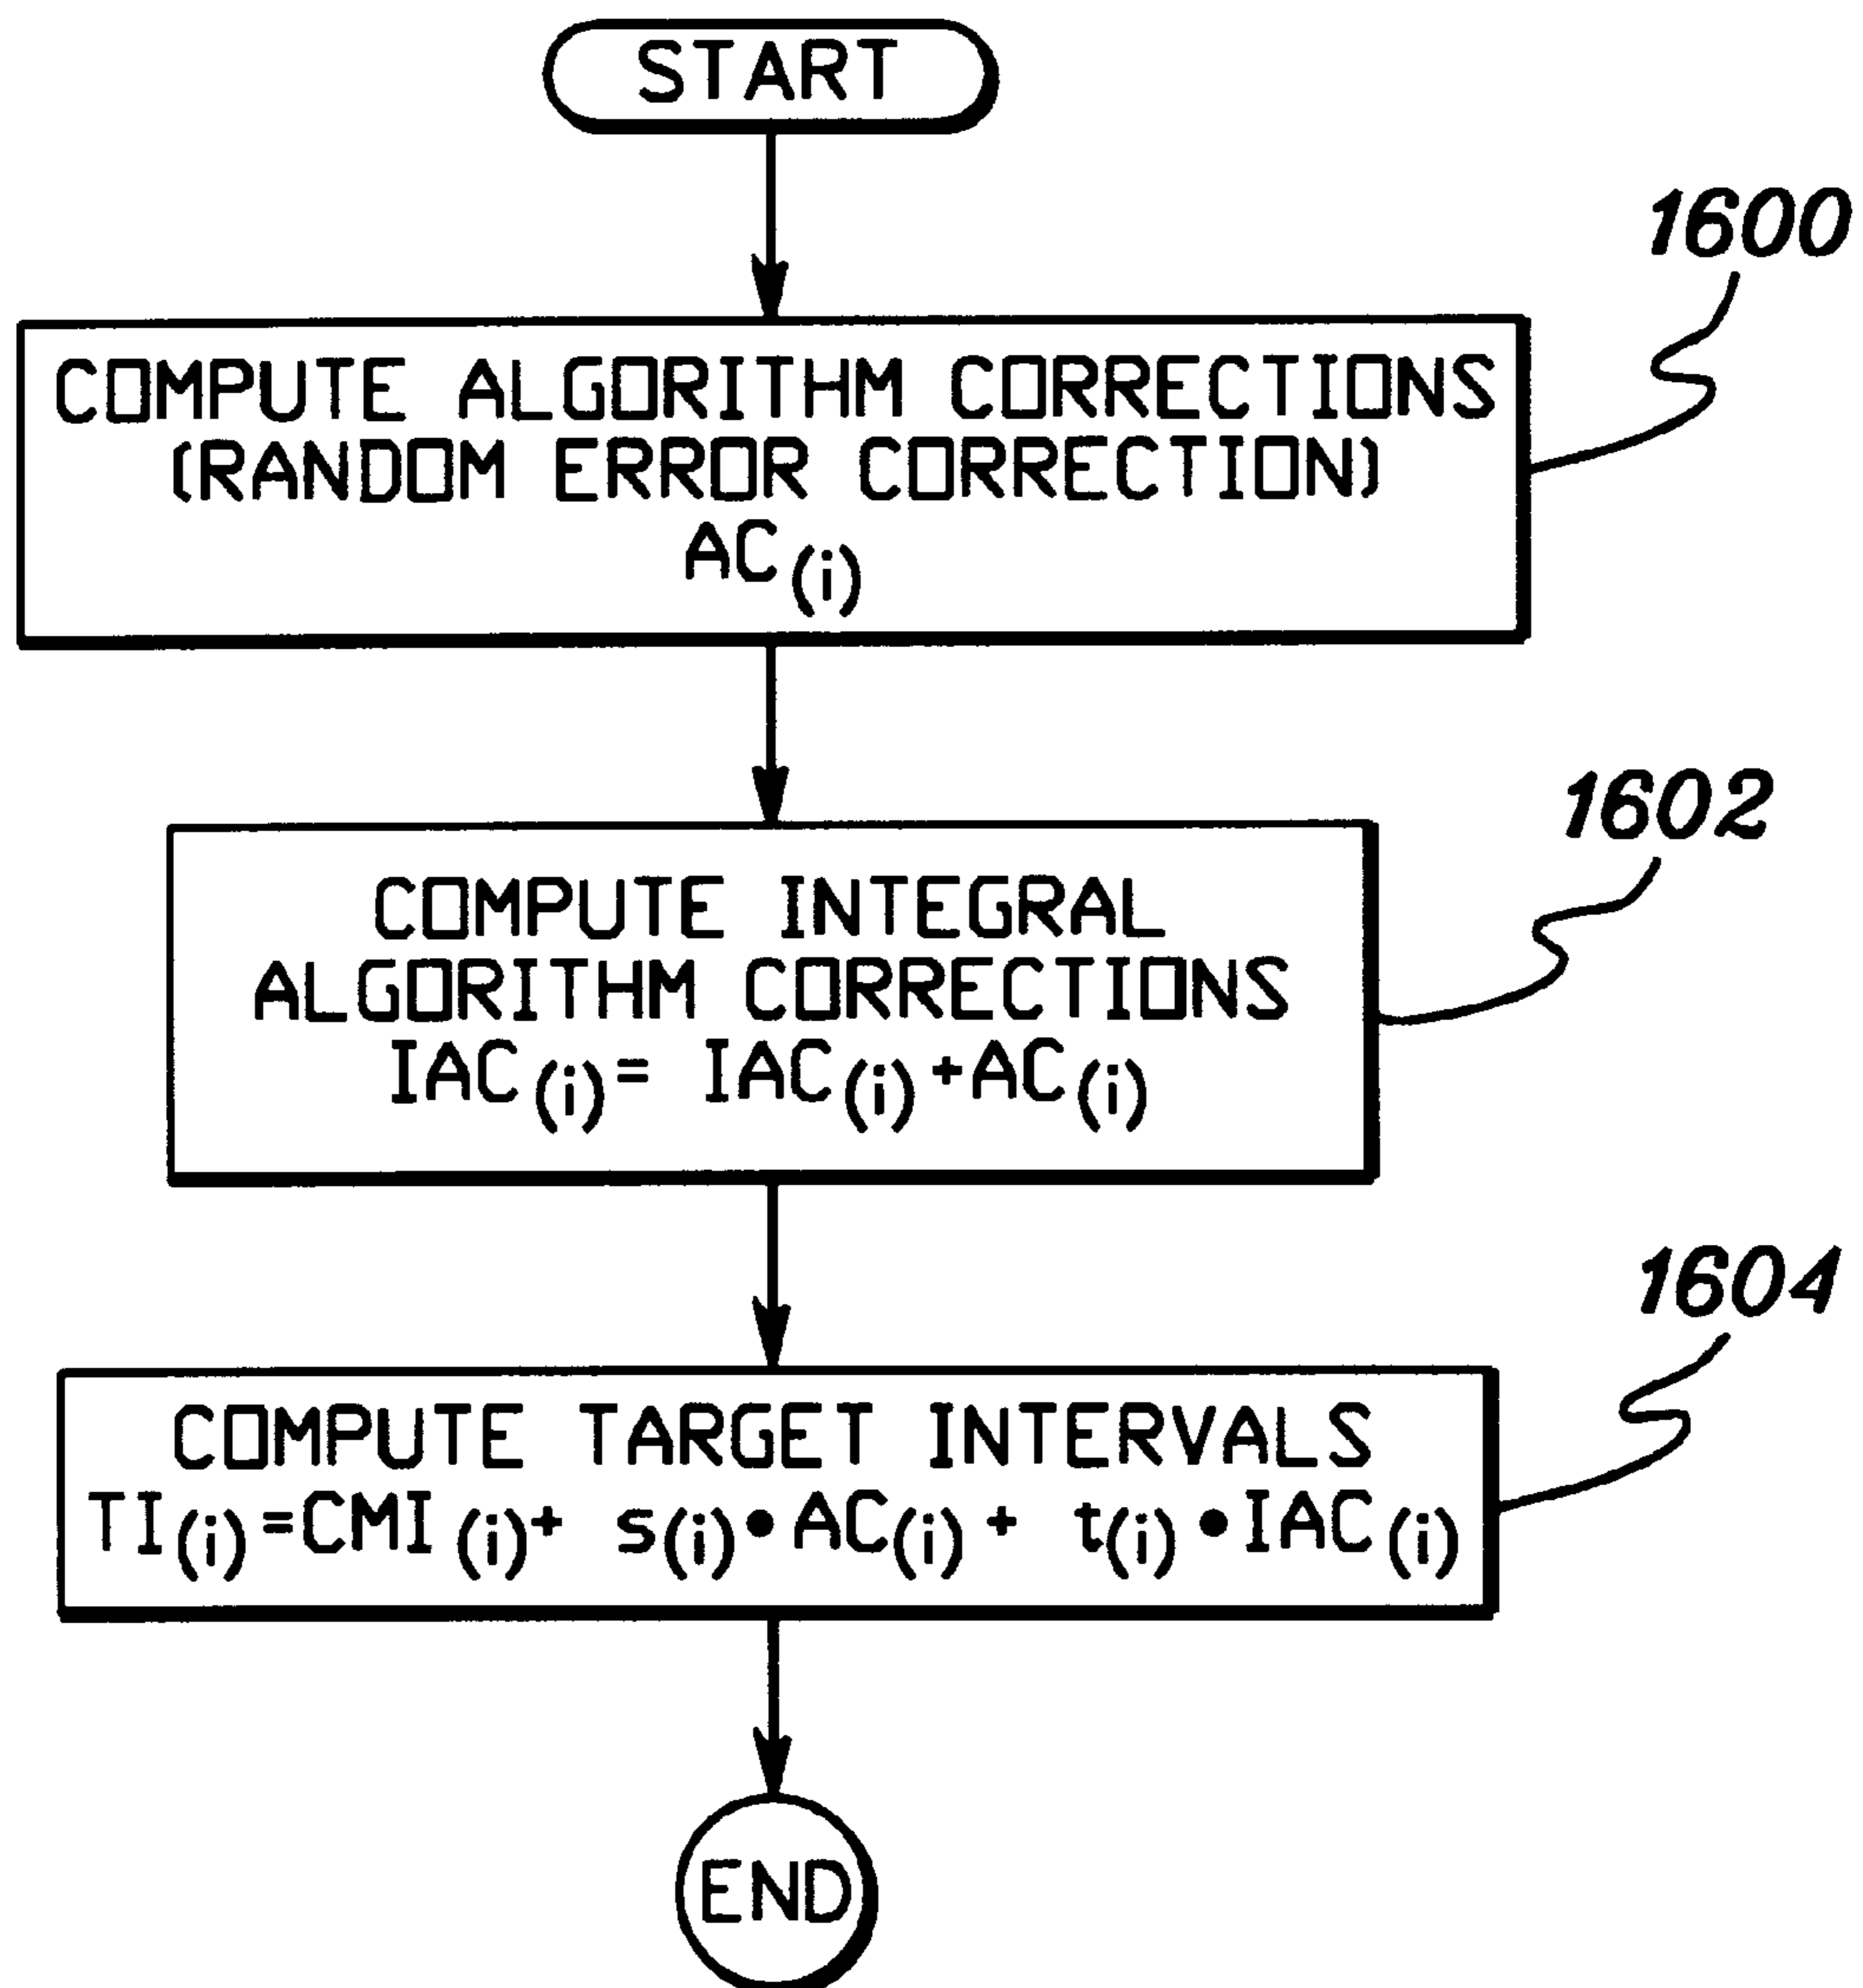 START
1600
COMPUTE ALGORITHM CORRECTIONS
(RANDOM ERROR CORRECTION)
AC(i)
1602
COMPUTE INTEGRAL
ALGORITHM CORRECTIONS
IAC(i)= IAC(i)+AC(i)
1604
COMPUTE TARGET INTERVALS
TI(i)=CMI(i)+ s(i)•AC(i)+ t(i)•IAC(i)
END